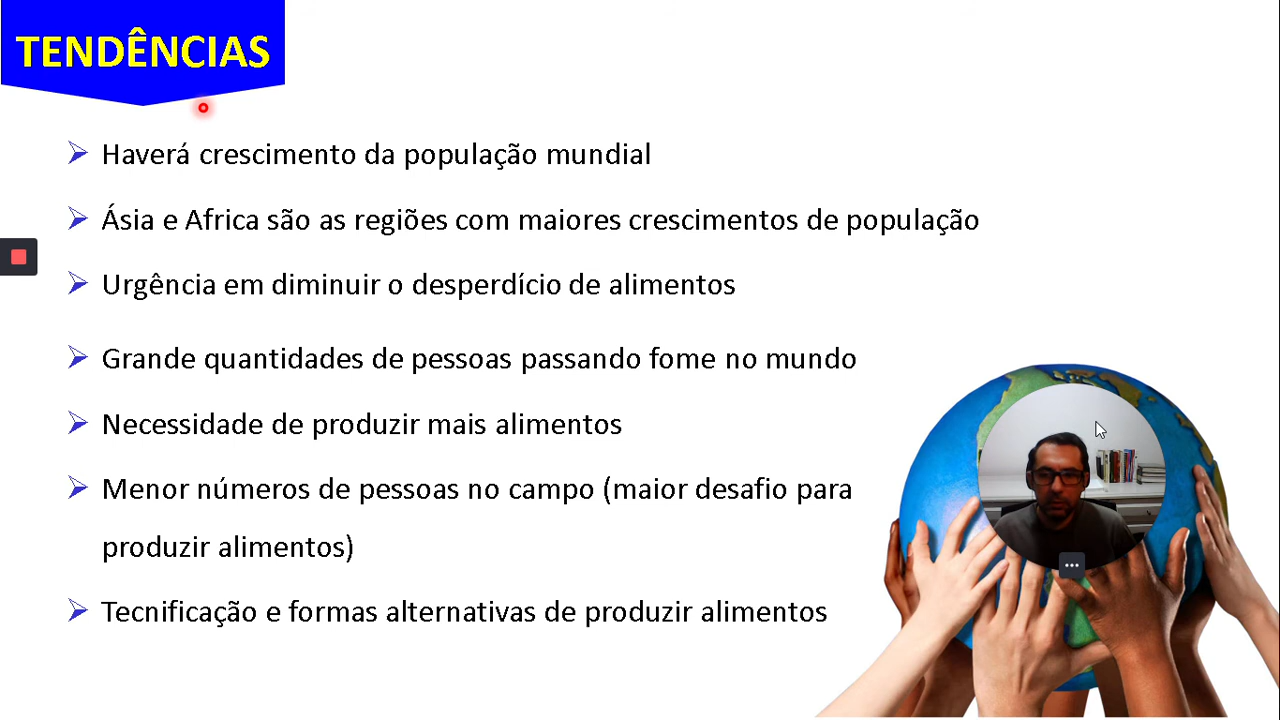 TENDÊNCIAS
Haverá crescimento da população mundial
Ásia e Africa são as regiões com maiores crescimentos de população
Urgência em diminuir o desperdício de alimentos
Grande quantidades de pessoas passando fome no mundo
Necessidade de produzir mais alimentos
Menor números de pessoas no campo (maior desafio para
produzir alimentos)
Tecnificação e formas alternativas de produzir alimentos